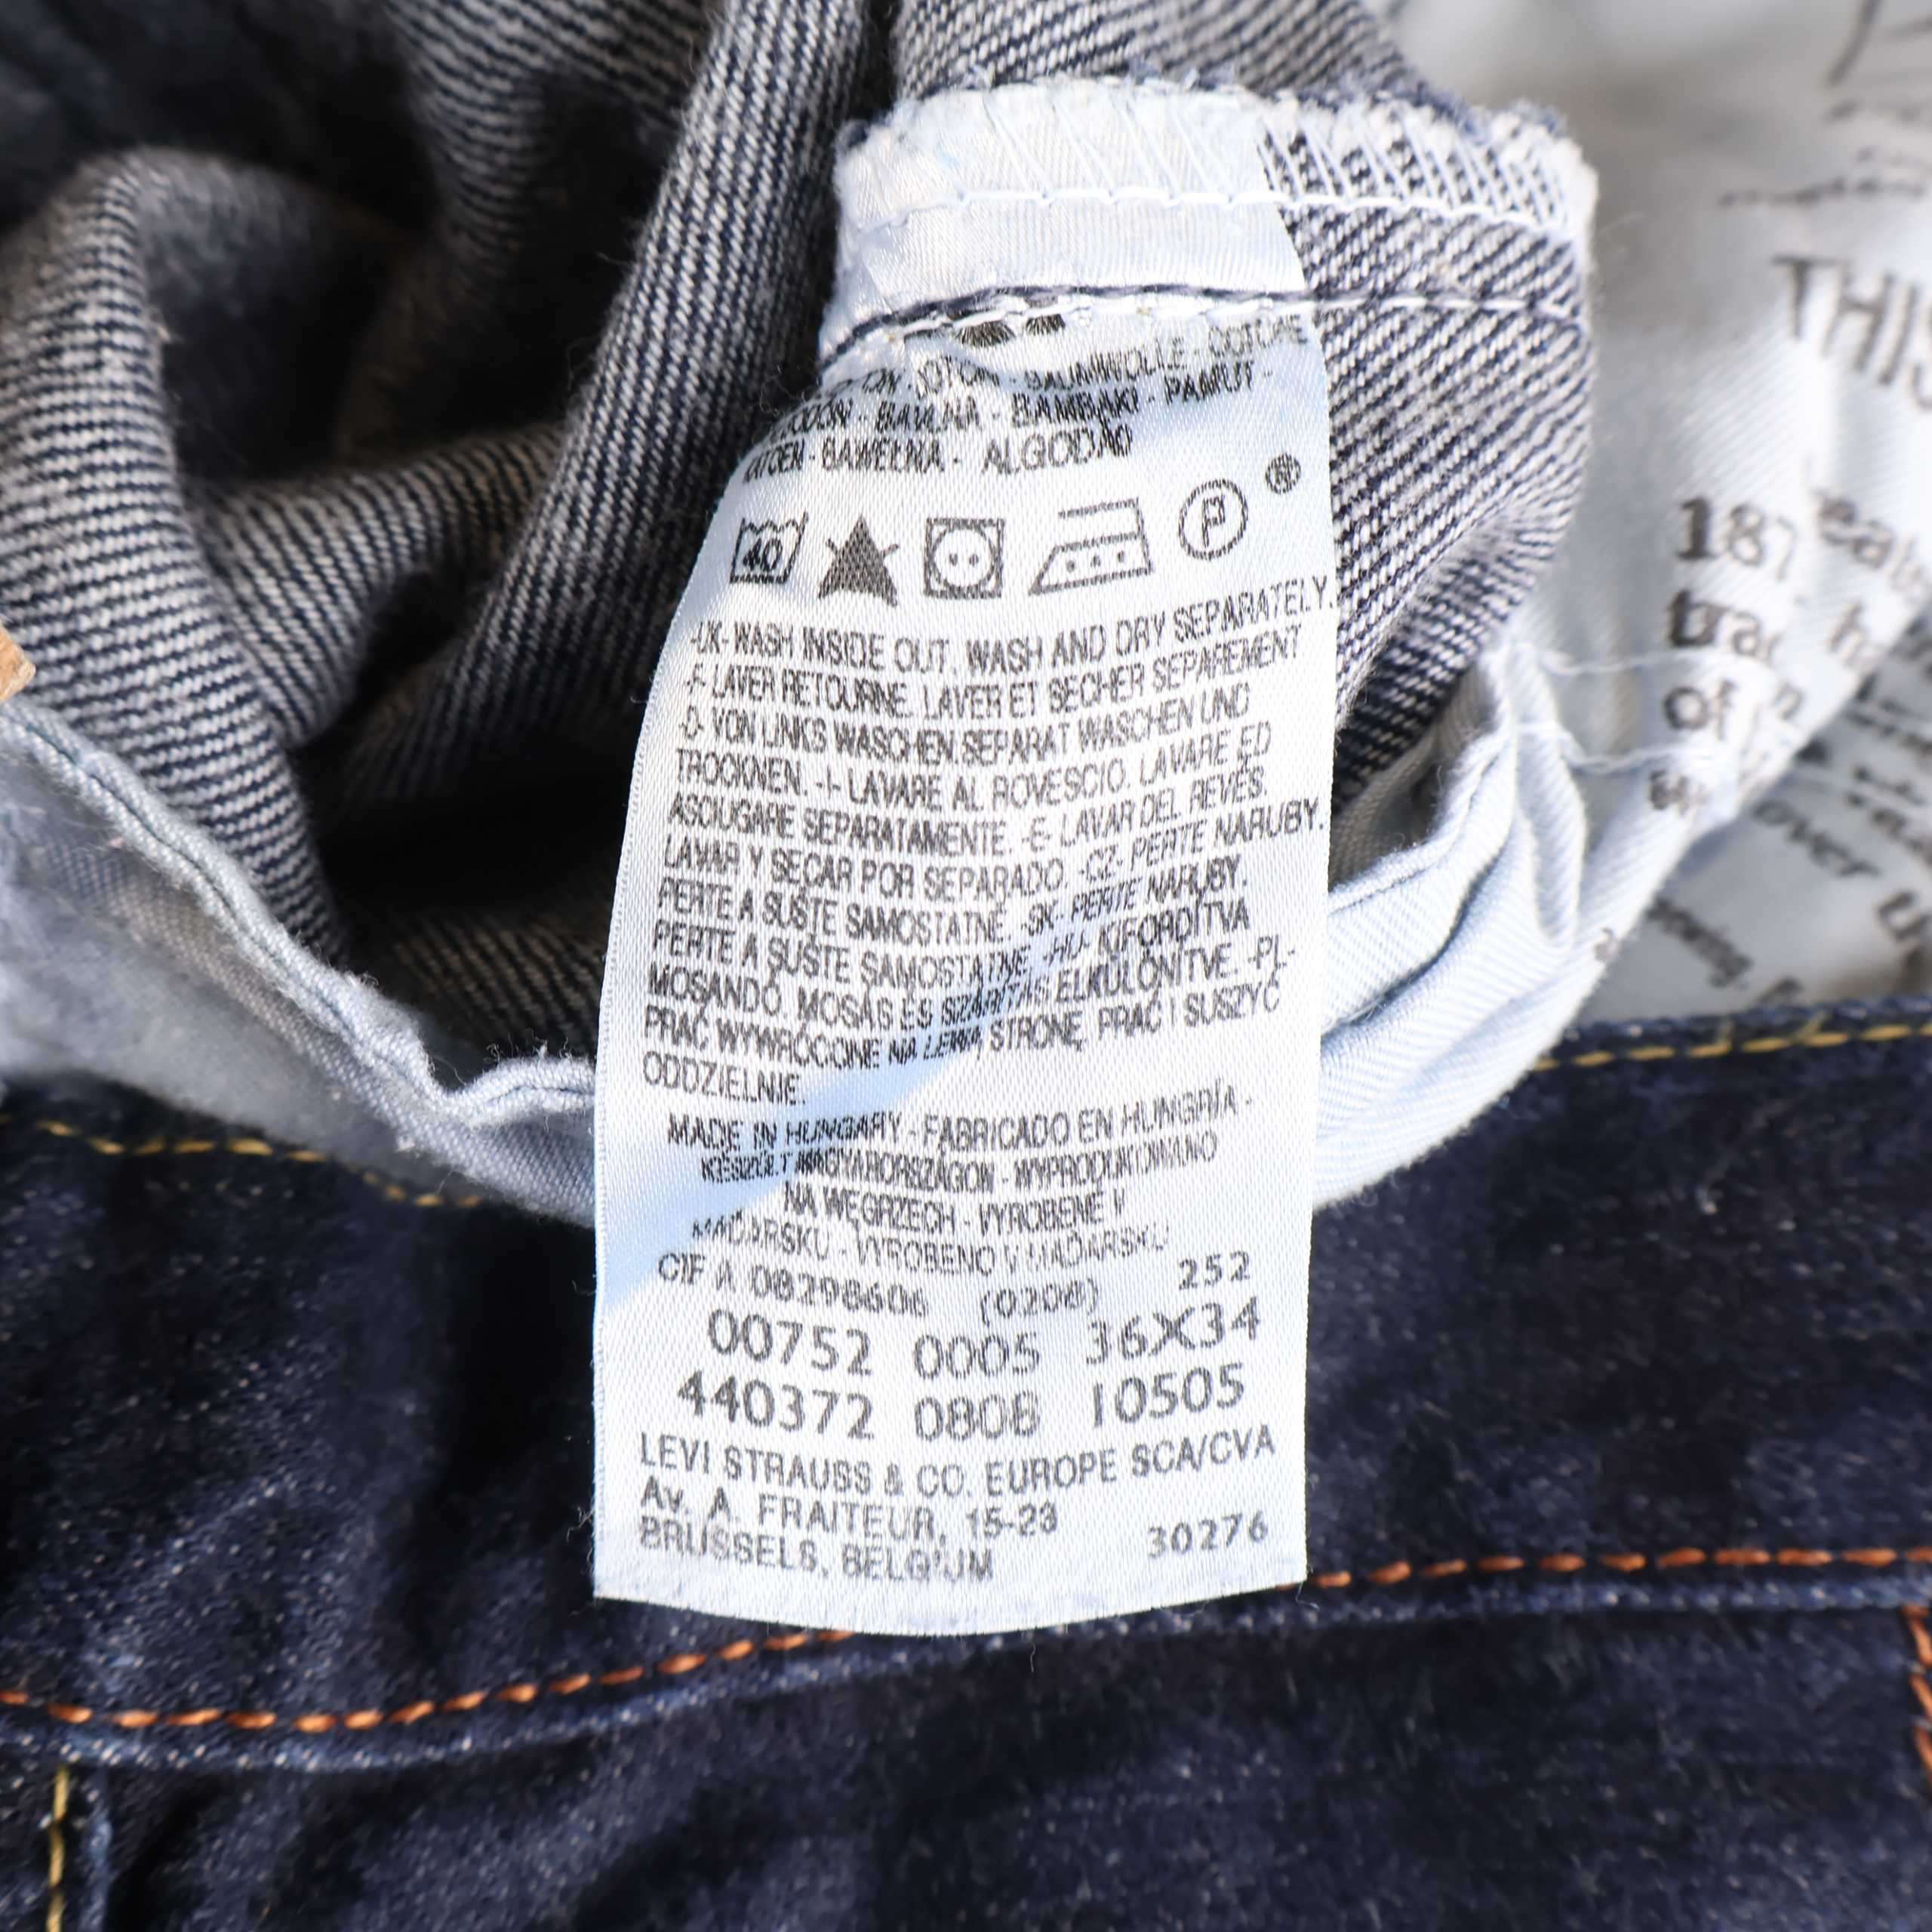 BAUMWOLLE - COTONE
BAVLNA - BAMBAKI - PAMUT -
BAWEŁNA - ALGODÃO
40
P
®
-UK- WASH INSIDE OUT. WASH AND DRY SEPARATELY.
-F- LAVER RETOURNE. LAVER ET SECHER SEPAREMENT
-D- VON LINKS WASCHEN SEPARAT WASCHEN UND
TROCKNEN. -I- LAVARE AL ROVESCIO. LAVARE ED
ASCIUGARE SEPARATAMENTE. -E- LAVAR DEL REVÉS.
LAVAR Y SECAR POR SEPARADO. -CZ- PERTE NARUBY.
PERTE A SUŠTE SAMOSTATNĚ. -SK- PERTE NARUBY.
PERTE A SUŠTE SAMOSTATNE. -HU- KIFORDÍTVA
MOSANDÓ. MOSÁS ÉS SZÁRÍTÁS ELKÜLÖNÍTVE. -PL-
PRAĆ WYWRÓCONE NA LEWĄ STRONĘ, PRAĆ I SUSZYĆ
ODDZIELNIE.
MADE IN HUNGARY - FABRICADO EN HUNGRÍA -
KÉSZÜLT MAGYARORSZÁGON - WYPRODUKOWANO
NA WĘGRZECH - VYROBENÉ V
MAĎARSKU - VYROBENO V MAĎARSKU
CIF A 08298606 (0208) 252
00752 0005 36X34
440372 0808 10505
LEVI STRAUSS & CO. EUROPE SCA/CVA
Av. A. FRAITEUR, 15-23
BRUSSELS, BELGIUM 30276
THIS
187
of
over